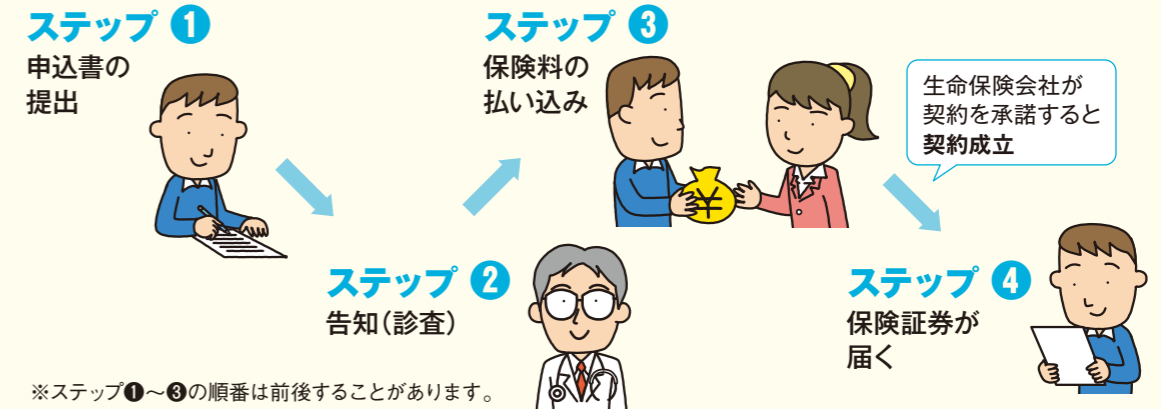 ステップ ❶
申込書の
提出
ステップ ❷
告知(診査)
ステップ ❸
保険料の
払い込み
¥
生命保険会社が
契約を承諾すると
契約成立
ステップ ❹
保険証券が
届く
※ステップ❶~❸の順番は前後することがあります。